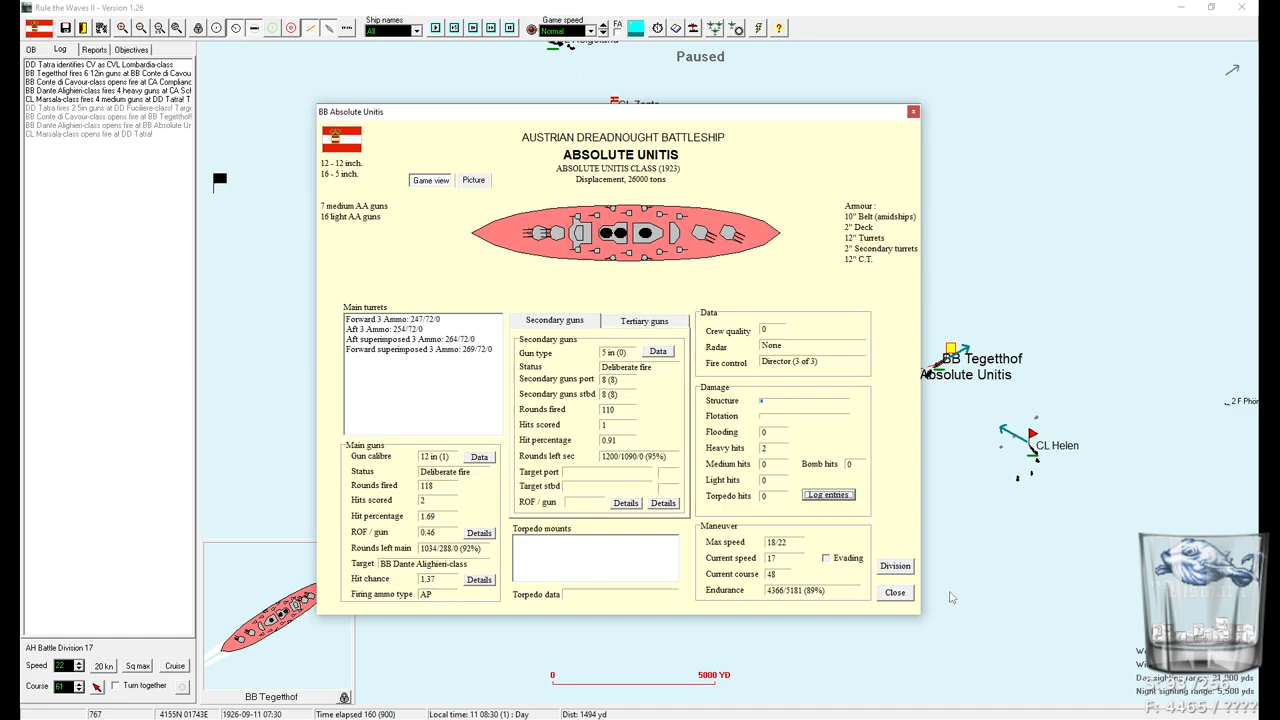 Rule the Waves II - Version 1.26
Ship names
All
Game speed
Normal
FA
OB
Log
Reports
Objectives
DD Tatra identifies CV as CVL Lombardia-class
BB Tegetthof fires 6 12in guns at BB Conte di Cavou
BB Conte di Cavour-class opens fire at CA Complianc
BB Dante Alighieri-class fires 4 heavy guns at CA Sch
CL Marsala-class fires 4 medium guns at DD Tatra! T
DD Tatra fires 2 5in guns at DD Fuciliere-class! Targe
BB Conte di Cavour-class opens fire at BB Tegetthof
BB Dante Alighieri-class opens fire at BB Absolute Un
CL Marsala-class opens fire at DD Tatra!
Paused
BB Absolute Unitis
12 - 12 inch.
16 - 5 inch.
AUSTRIAN DREADNOUGHT BATTLESHIP
ABSOLUTE UNITIS
ABSOLUTE UNITIS CLASS (1923)
Displacement, 26000 tons
Game view
Picture
7 medium AA guns
16 light AA guns
Armour :
10" Belt (amidships)
2" Deck
12" Turrets
2" Secondary turrets
12" C.T.
Main turrets
Forward 3 Ammo: 247/72/0
Aft 3 Ammo: 254/72/0
Aft superimposed 3 Ammo: 264/72/0
Forward superimposed 3 Ammo: 269/72/0
Main guns
Gun calibre 12 in (1) Data
Status Deliberate fire
Rounds fired 118
Hits scored 2
Hit percentage 1.69
ROF / gun 0.46 Details
Rounds left main 1034/288/0 (92%)
Target BB Dante Alighieri-class
Hit chance 1.37 Details
Firing ammo type AP
Secondary guns
Tertiary guns
Secondary guns
Gun type 5 in (0) Data
Status Deliberate fire
Secondary guns port 8 (8)
Secondary guns stbd 8 (8)
Rounds fired 110
Hits scored 1
Hit percentage 0.91
Rounds left sec 1200/1090/0 (95%)
Target port
Target stbd
ROF / gun Details Details
Torpedo mounts
Torpedo data
Data
Crew quality 0
Radar None
Fire control Director (3 of 3)
Damage
Structure
Flotation
Flooding 0
Heavy hits 2
Medium hits 0 Bomb hits 0
Light hits 0
Torpedo hits 0 Log entries
Maneuver
Max speed 18/22
Current speed 17 Evading
Current course 48
Endurance 4366/5181 (89%)
Division
Close
BB Tegetthof
Absolute Unitis
CL Helen
0 5000 YD
AH Battle Division 17
Speed 22 20 kn Sq max Cruise
Course 61 Turn together
BB Tegetthof
Day sighting range: 21,900 yds
Night sighting range: 5,500 yds
F: 4465 / ????
767
4155N 01743E
1926-09-11 07:30
Time elapsed 160 (900)
Local time: 11 08:30 (1) : Day
Dist: 1494 yd